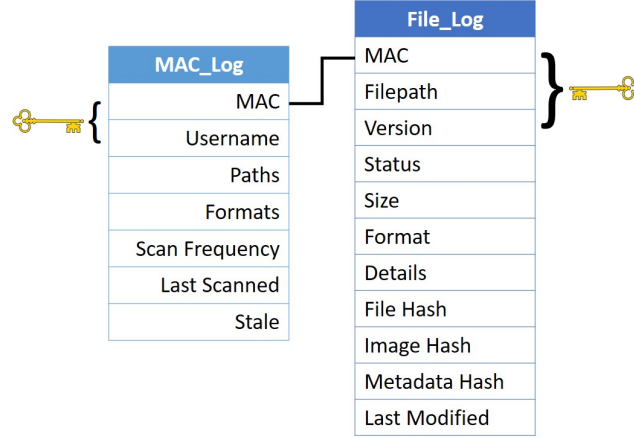 MAC_Log
MAC
Username
Paths
Formats
Scan Frequency
Last Scanned
Stale
File_Log
MAC
Filepath
Version
Status
Size
Format
Details
File Hash
Image Hash
Metadata Hash
Last Modified